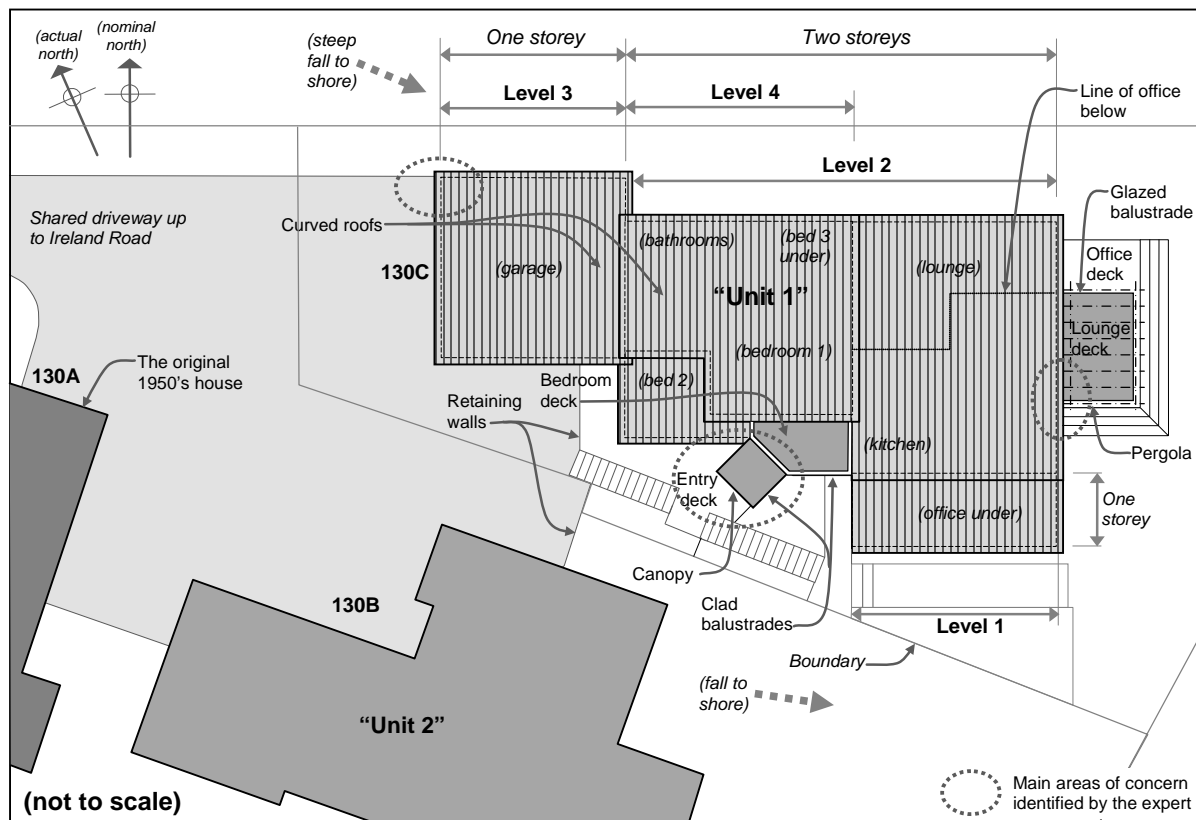 (actual
north)
(nominal
north)
(steep
fall to
shore)
One storey
Two storeys
Level 3
Level 4
Line of office
below
Level 2
Glazed
balustrade
Shared driveway up
to Ireland Road
Curved roofs
(bathrooms)
(bed 3
under)
(lounge)
Office
deck
130C
(garage)
“Unit 1”
Lounge
deck
The original
1950’s house
130A
(bedroom 1)
Bedroom
deck
(bed 2)
Retaining
walls
(kitchen)
Pergola
Entry
deck
(office under)
One
storey
Canopy
130B
Clad
balustrades
Level 1
Boundary
(fall to
shore)
“Unit 2”
(not to scale)
Main areas of concern
identified by the expert